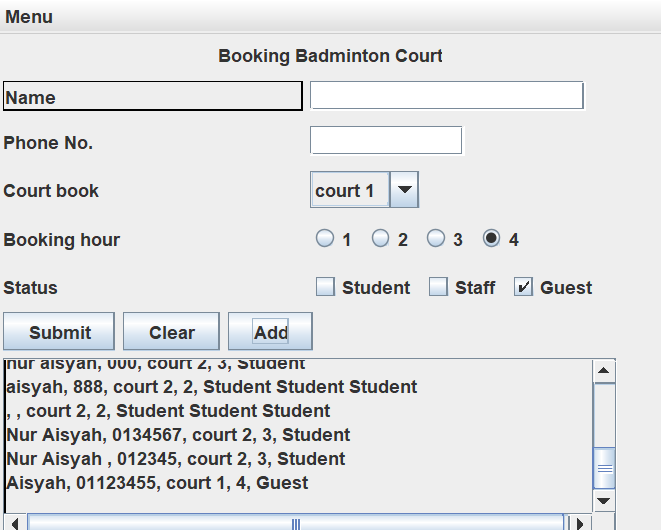 Menu
Booking Badminton Court
Name
Phone No.
Court book court 1
Booking hour 1 2 3 4
Status Student Staff Guest
Submit Clear Add
nur aisyah, 000, court 2, 3, Student
aisyah, 888, court 2, 2, Student Student Student
, , court 2, 2, Student Student Student
Nur Aisyah, 0134567, court 2, 3, Student
Nur Aisyah , 012345, court 2, 3, Student
Aisyah, 01123455, court 1, 4, Guest